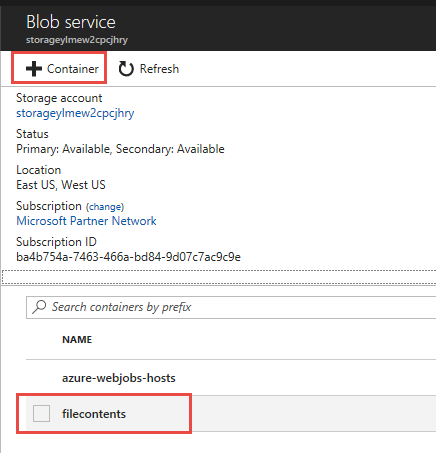 Blob service
storageylmew2cpcjhry
Container Refresh
Storage account
storageylmew2cpcjhry
Status
Primary: Available, Secondary: Available
Location
East US, West US
Subscription (change)
Microsoft Partner Network
Subscription ID
ba4b754a-7463-466a-bd84-9d07c7ac9c9e
Search containers by prefix
NAME
azure-webjobs-hosts
filecontents